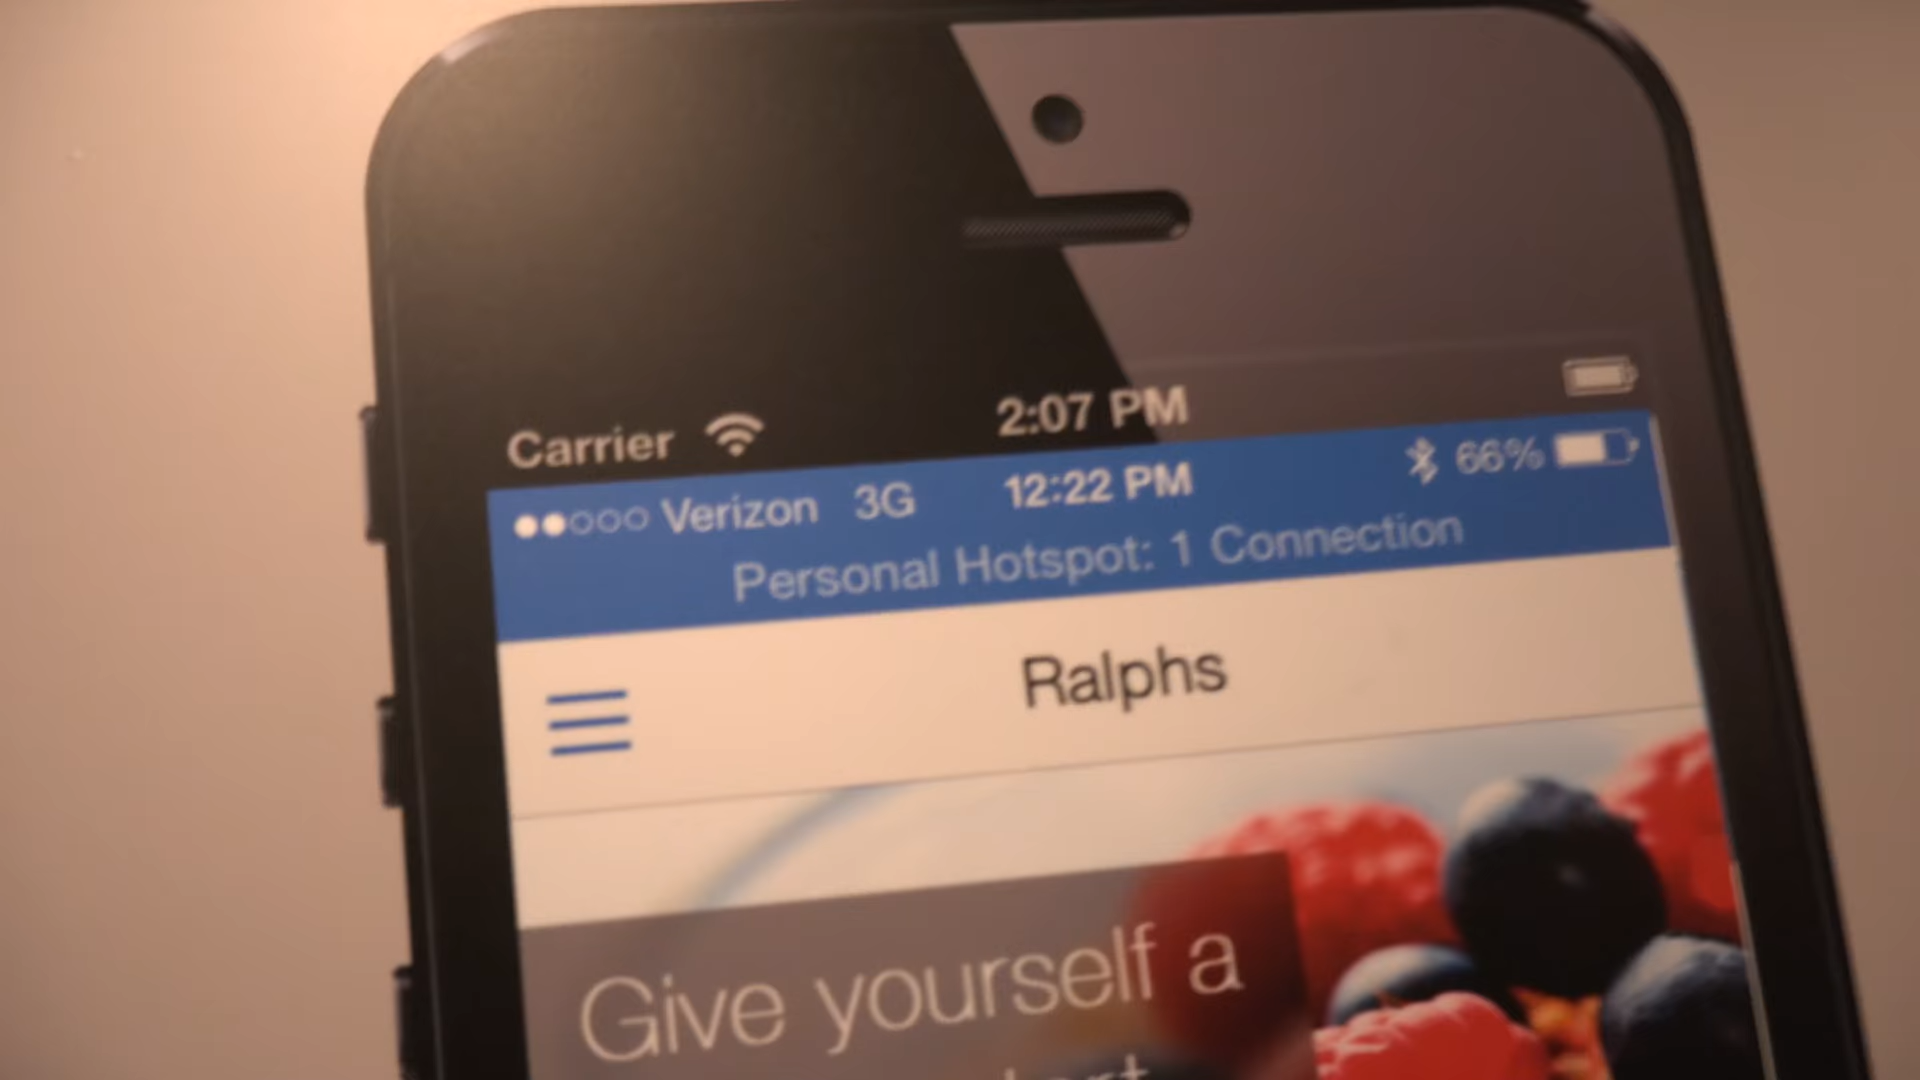 Carrier 2:07 PM
Verizon 3G 12:22 PM 66%
Personal Hotspot: 1 Connection
Ralphs
Give yourself a